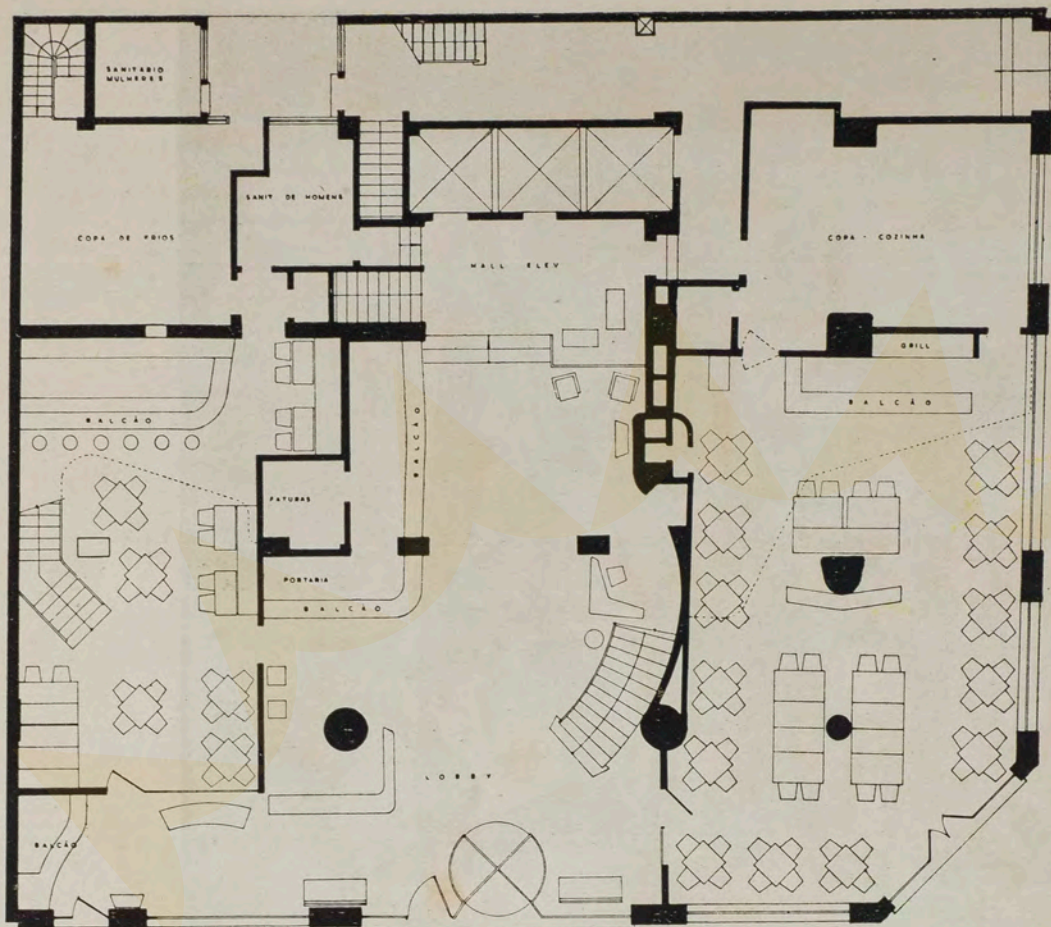 SANITARIO
MULHERES
SANIT DE HOMENS
COPA DE FRIOS
HALL ELEV
COPA - COZINHA
GRILL
BALCÃO
BALCÃO
BALCÃO
FATURAS
PORTARIA
BALCÃO
LOBBY
BALCÃO